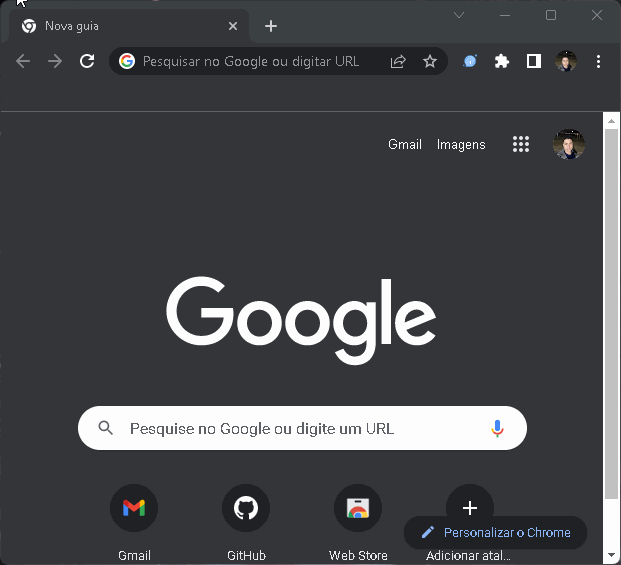 Nova guia
Pesquisar no Google ou digitar URL
Gmail Imagens
Google
Pesquise no Google ou digite um URL
Personalizar o Chrome
Gmail GitHub Web Store Adicionar atal...